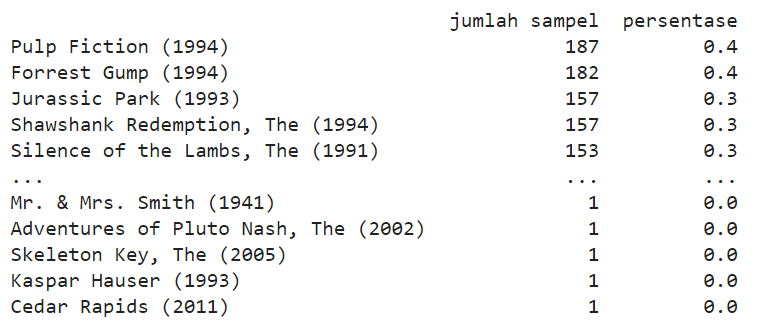 jumlah sampel persentase
Pulp Fiction (1994) 187 0.4
Forrest Gump (1994) 182 0.4
Jurassic Park (1993) 157 0.3
Shawshank Redemption, The (1994) 157 0.3
Silence of the Lambs, The (1991) 153 0.3
... ... ...
Mr. & Mrs. Smith (1941) 1 0.0
Adventures of Pluto Nash, The (2002) 1 0.0
Skeleton Key, The (2005) 1 0.0
Kaspar Hauser (1993) 1 0.0
Cedar Rapids (2011) 1 0.0